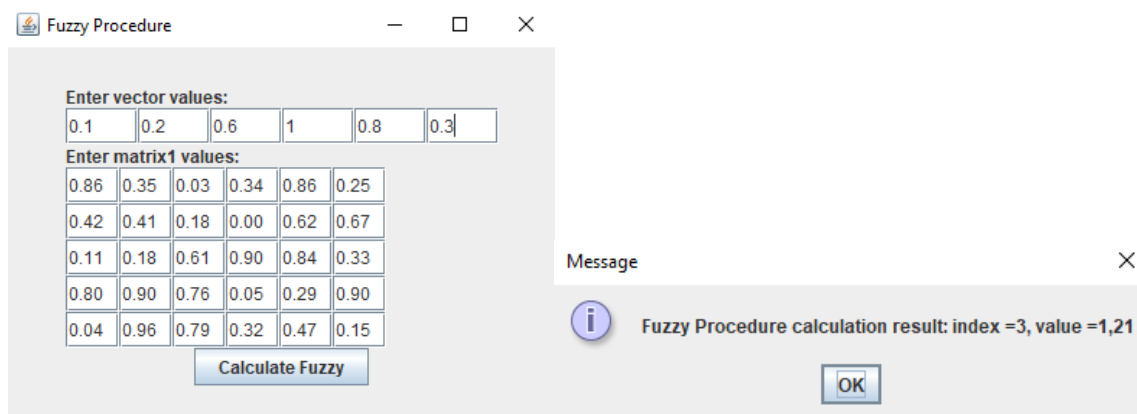 Fuzzy Procedure
Enter vector values:
0.1 0.2 0.6 1 0.8 0.3
Enter matrix1 values:
0.86 0.35 0.03 0.34 0.86 0.25
0.42 0.41 0.18 0.00 0.62 0.67
0.11 0.18 0.61 0.90 0.84 0.33
0.80 0.90 0.76 0.05 0.29 0.90
0.04 0.96 0.79 0.32 0.47 0.15
Calculate Fuzzy
Message
Fuzzy Procedure calculation result: index =3, value =1,21
OK